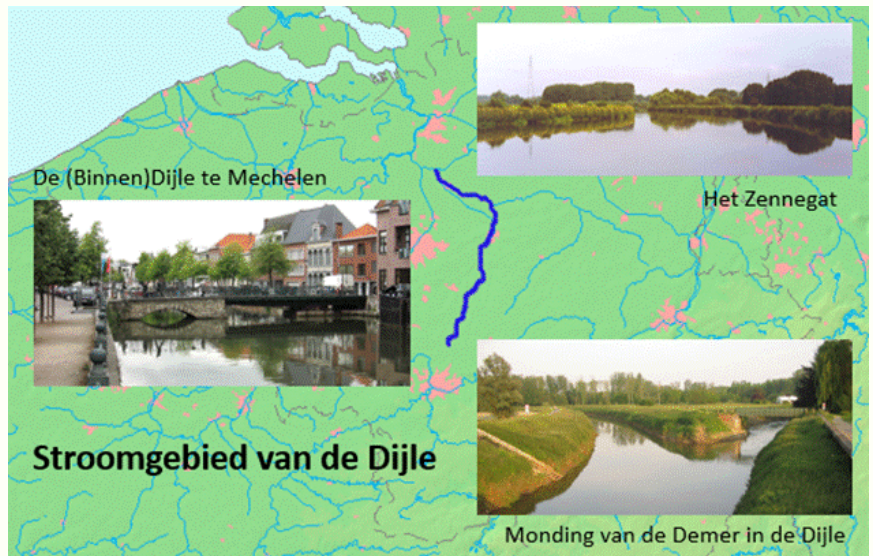 De (Binnen)Dijle te Mechelen
Het Zennegat
Stroomgebied van de Dijle
Monding van de Demer in de Dijle